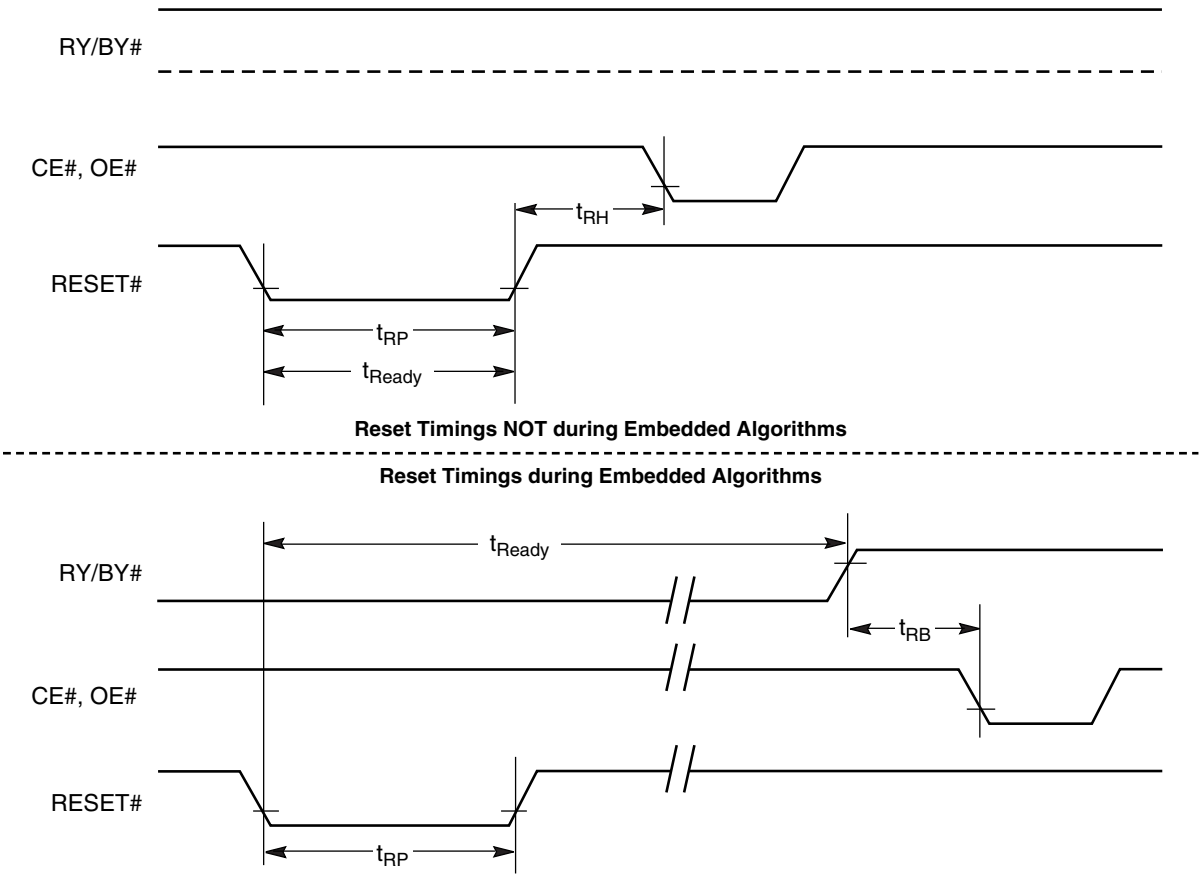 RY/BY#
CE#, OE#
tRH
RESET#
tRP
tReady
Reset Timings NOT during Embedded Algorithms
Reset Timings during Embedded Algorithms
tReady
RY/BY#
tRB
CE#, OE#
RESET#
tRP